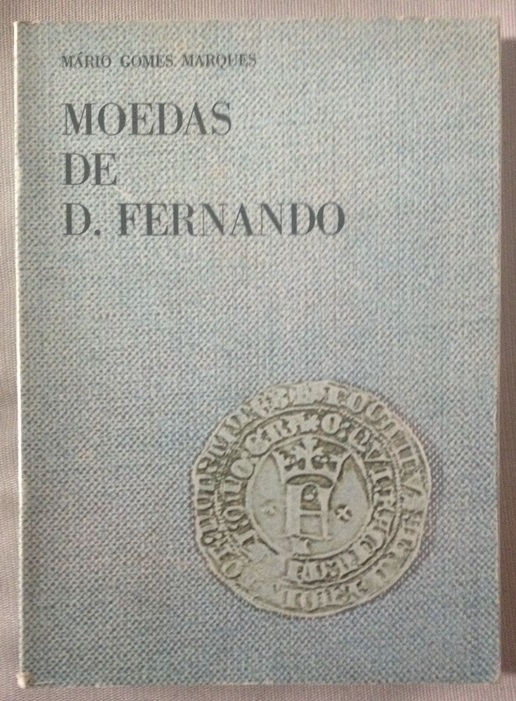 MÁRIO GOMES MARQUES
MOEDAS
DE
D. FERNANDO